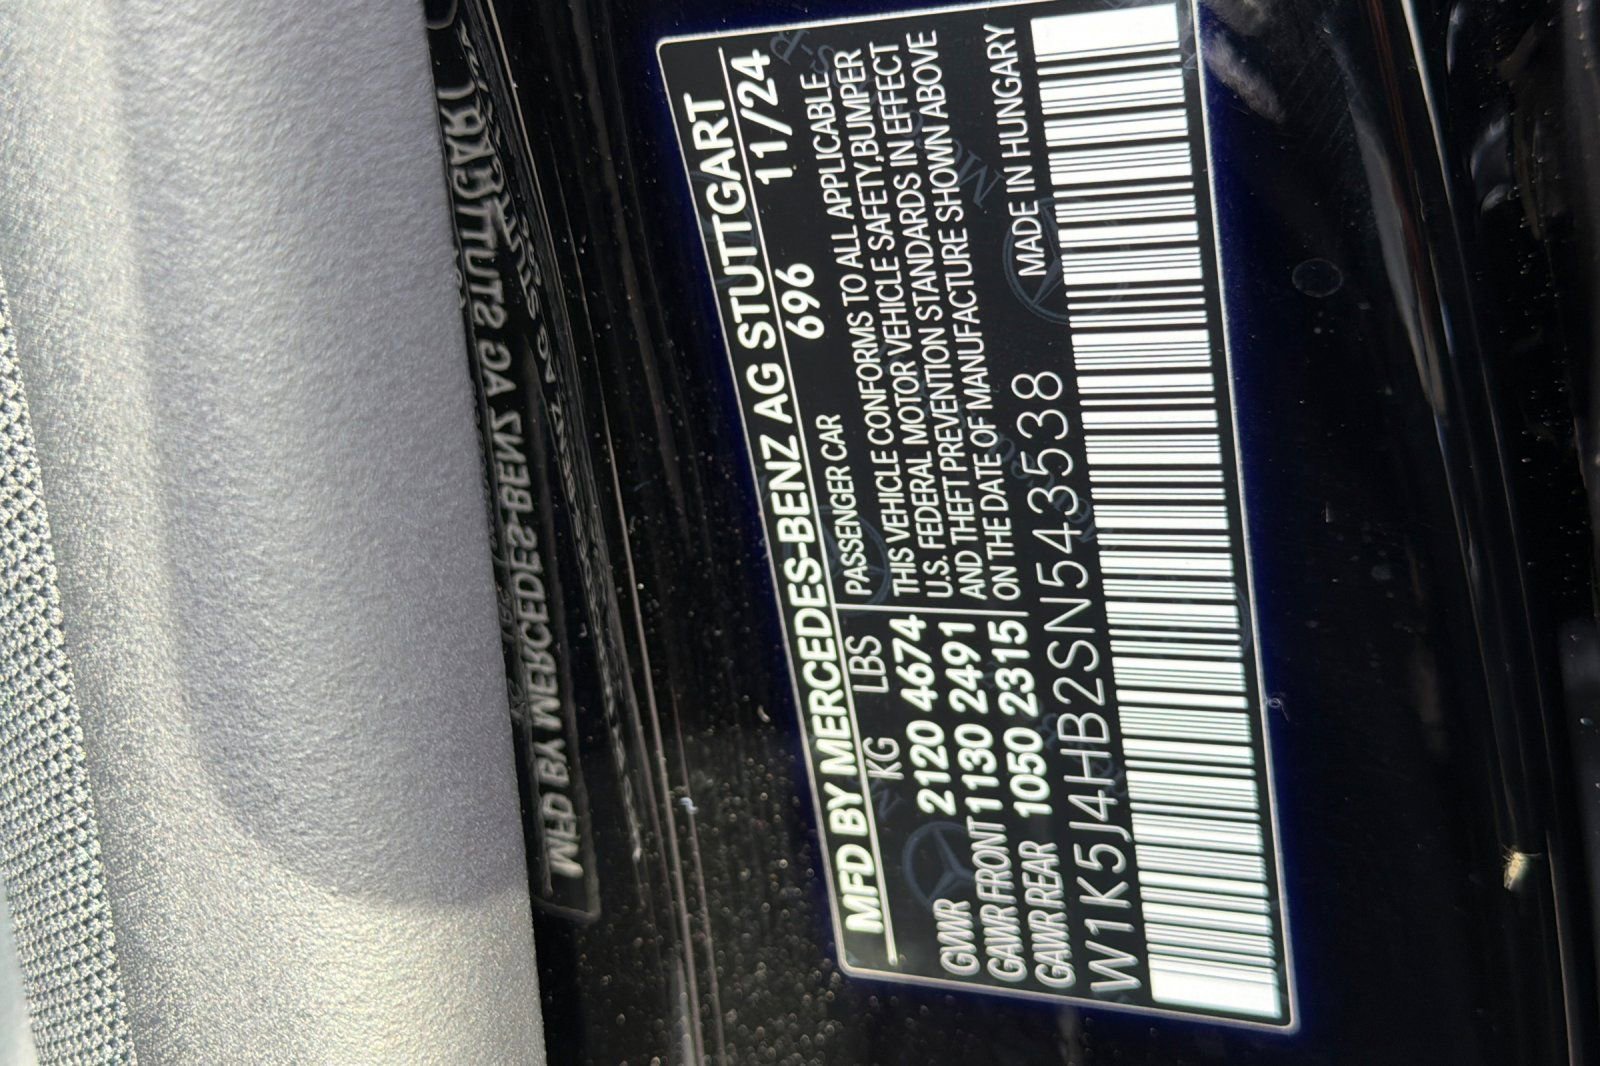 MFD BY MERCEDES-BENZ AG STUTTGART
KG LBS 696 11/24
PASSENGER CAR
GVWR 2120 4674
GAWR FRONT 1130 2491
GAWR REAR 1050 2315
THIS VEHICLE CONFORMS TO ALL APPLICABLE
U.S. FEDERAL MOTOR VEHICLE SAFETY,BUMPER
AND THEFT PREVENTION STANDARDS IN EFFECT
ON THE DATE OF MANUFACTURE SHOWN ABOVE
MADE IN HUNGARY
W1K5J4HB2SN543538